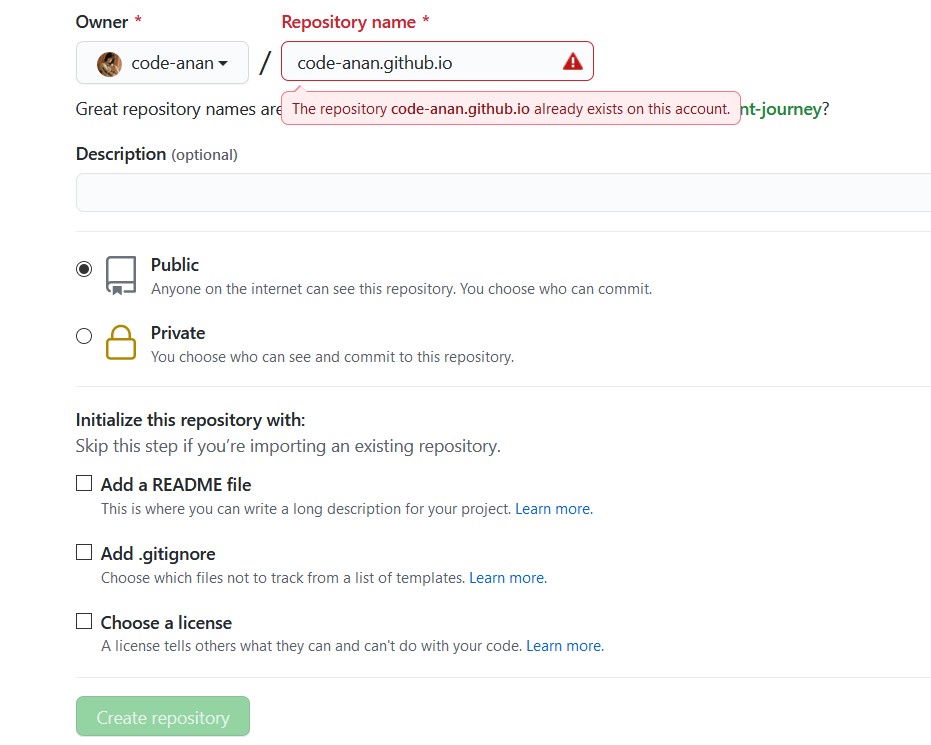 Owner * Repository name *
code-anan / code-anan.github.io
Great repository names are nt-journey?
The repository code-anan.github.io already exists on this account.
Description (optional)
Public
Anyone on the internet can see this repository. You choose who can commit.
Private
You choose who can see and commit to this repository.
Initialize this repository with:
Skip this step if you’re importing an existing repository.
Add a README file
This is where you can write a long description for your project. Learn more.
Add .gitignore
Choose which files not to track from a list of templates. Learn more.
Choose a license
A license tells others what they can and can't do with your code. Learn more.
Create repository